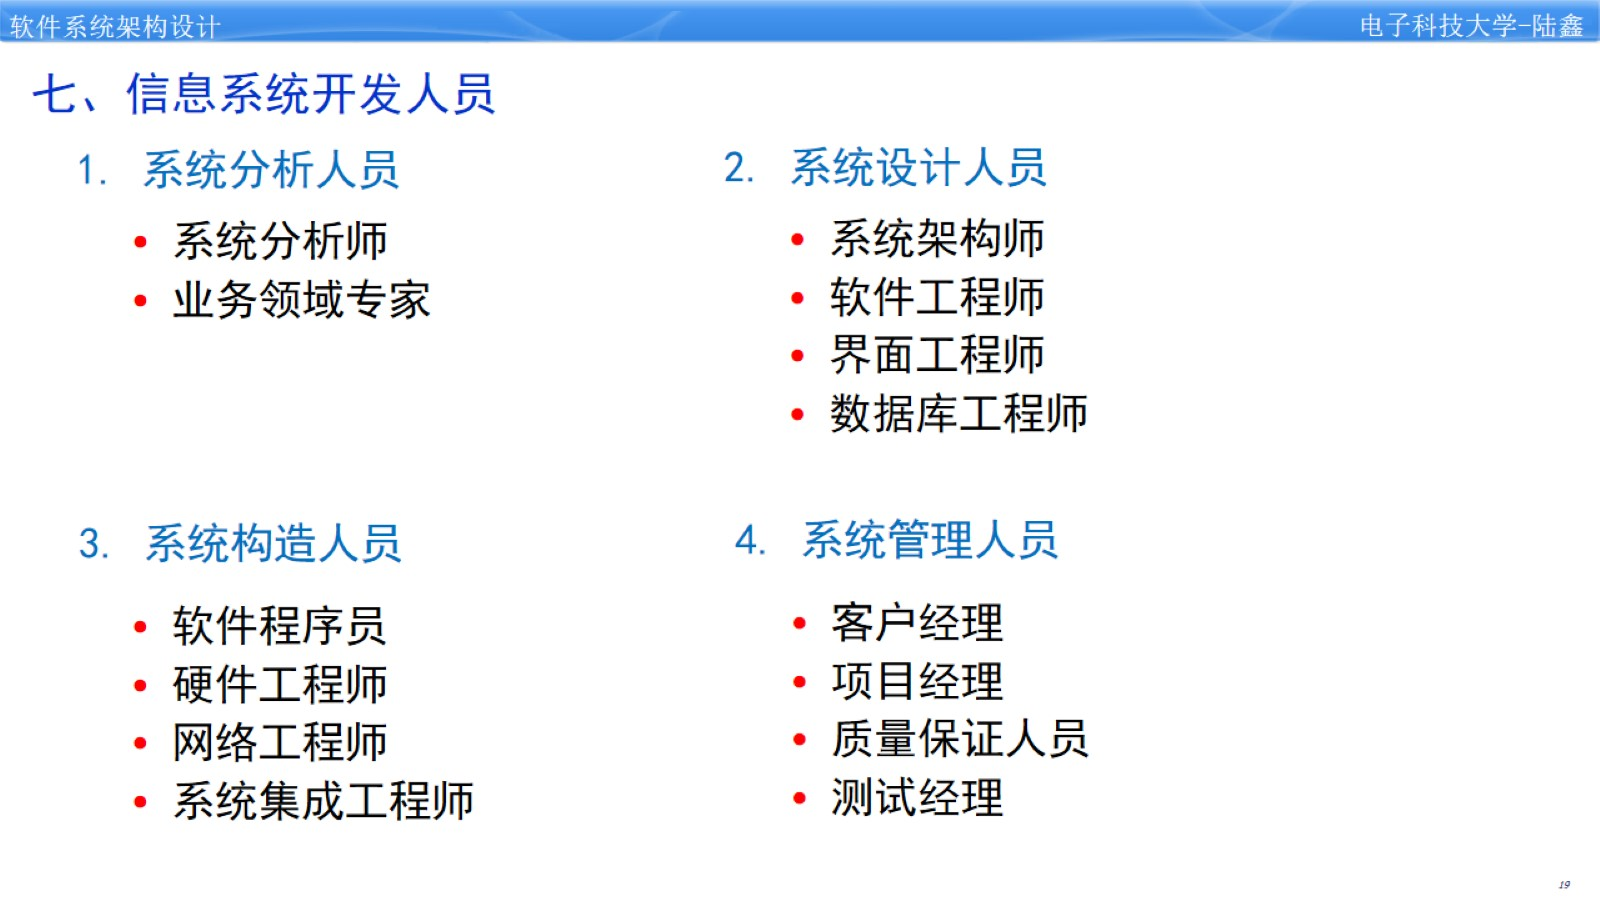 软件系统架构设计
电子科技大学-陆鑫
七、信息系统开发人员
1. 系统分析人员
• 系统分析师
• 业务领域专家
2. 系统设计人员
• 系统架构师
• 软件工程师
• 界面工程师
• 数据库工程师
3. 系统构造人员
• 软件程序员
• 硬件工程师
• 网络工程师
• 系统集成工程师
4. 系统管理人员
• 客户经理
• 项目经理
• 质量保证人员
• 测试经理
19